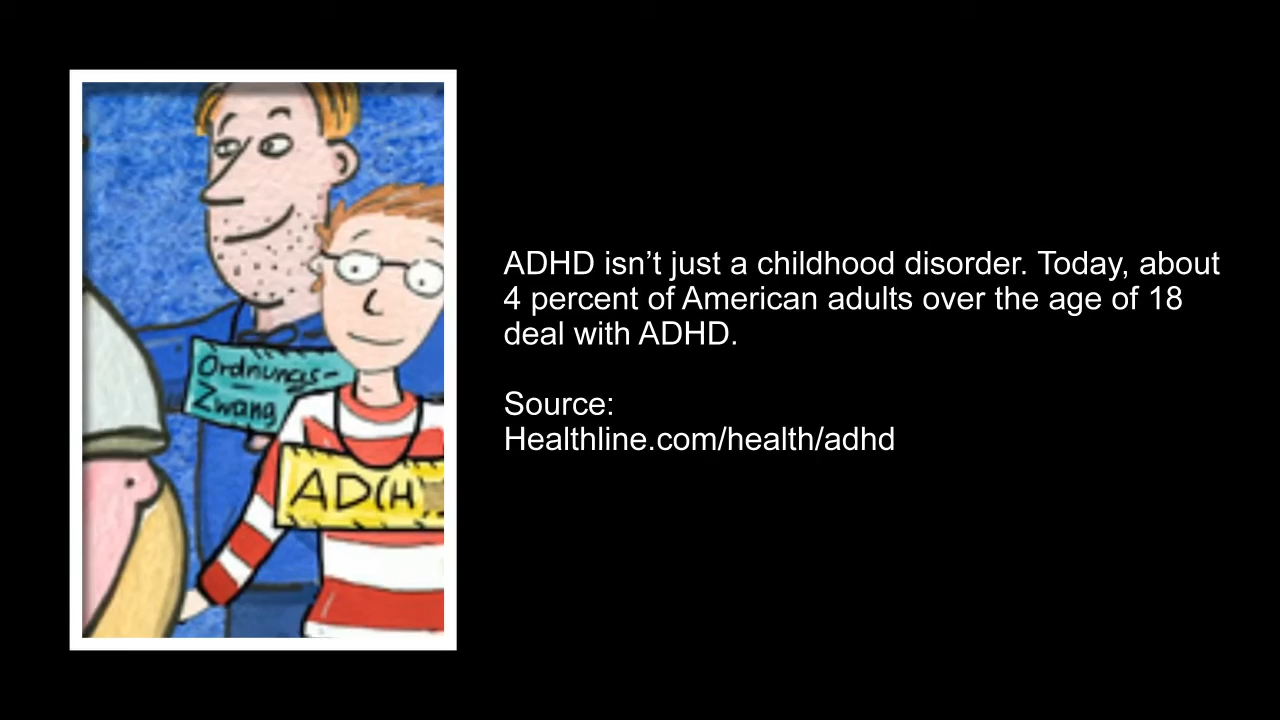 Ordnungs-
Zwang
AD(H)
ADHD isn’t just a childhood disorder. Today, about
4 percent of American adults over the age of 18
deal with ADHD.
Source:
Healthline.com/health/adhd